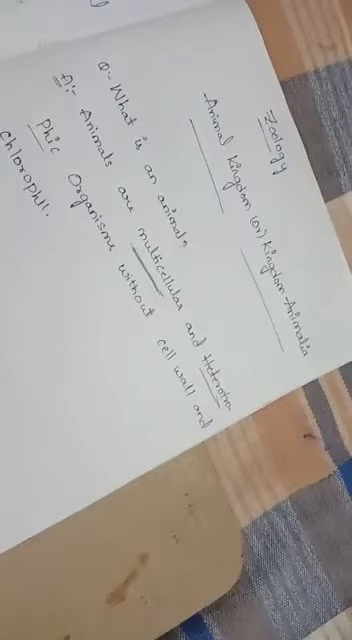 Zoology
Animal kingdom (or) kingdom-Animalia
Q:- What is an animal,
A:- Animals are multicellular and Heterotro
Phic Organisms without cell wall and
chlorophll.